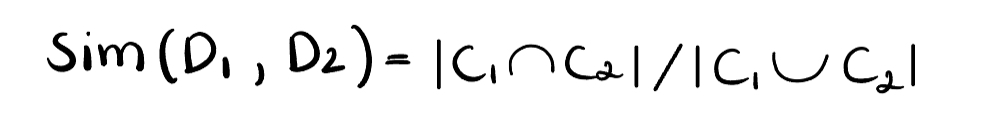 Sim(D₁, D₂) = |C₁∩C₂|/|C₁∪C₂|